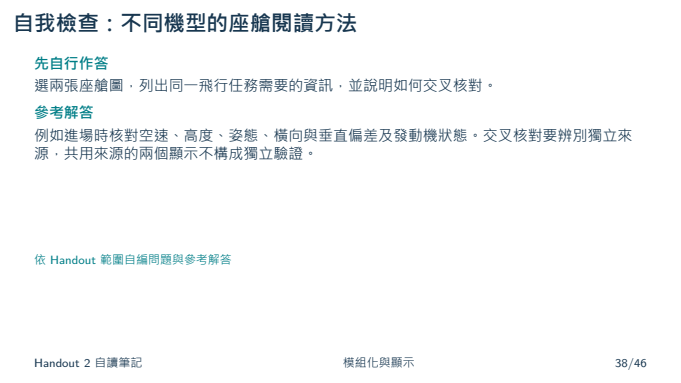 自我檢查：不同機型的座艙閱讀方法
先自行作答
選兩張座艙圖，列出同一飛行任務需要的資訊，並說明如何交叉核對。
參考解答
例如進場時核對空速、高度、姿態、橫向與垂直偏差及發動機狀態。交叉核對要辨別獨立來
源，共用來源的兩個顯示不構成獨立驗證。
依 Handout 範圍自編問題與參考解答
Handout 2 自讀筆記
模組化與顯示
38/46